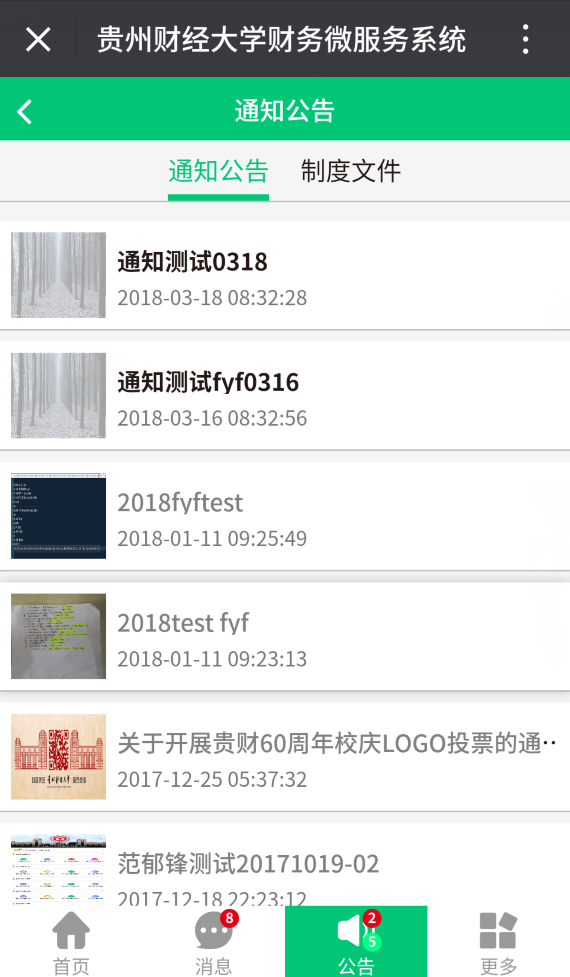 贵州财经大学财务微服务系统
通知公告
通知公告 制度文件
通知测试0318
2018-03-18 08:32:28
通知测试fyf0316
2018-03-16 08:32:56
2018fyftest
2018-01-11 09:25:49
2018test fyf
2018-01-11 09:23:13
关于开展贵财60周年校庆LOGO投票的通··
2017-12-25 05:37:32
范郁锋测试20171019-02
2017-12-18 22:23:12
8 2
5
首页 消息 公告 更多